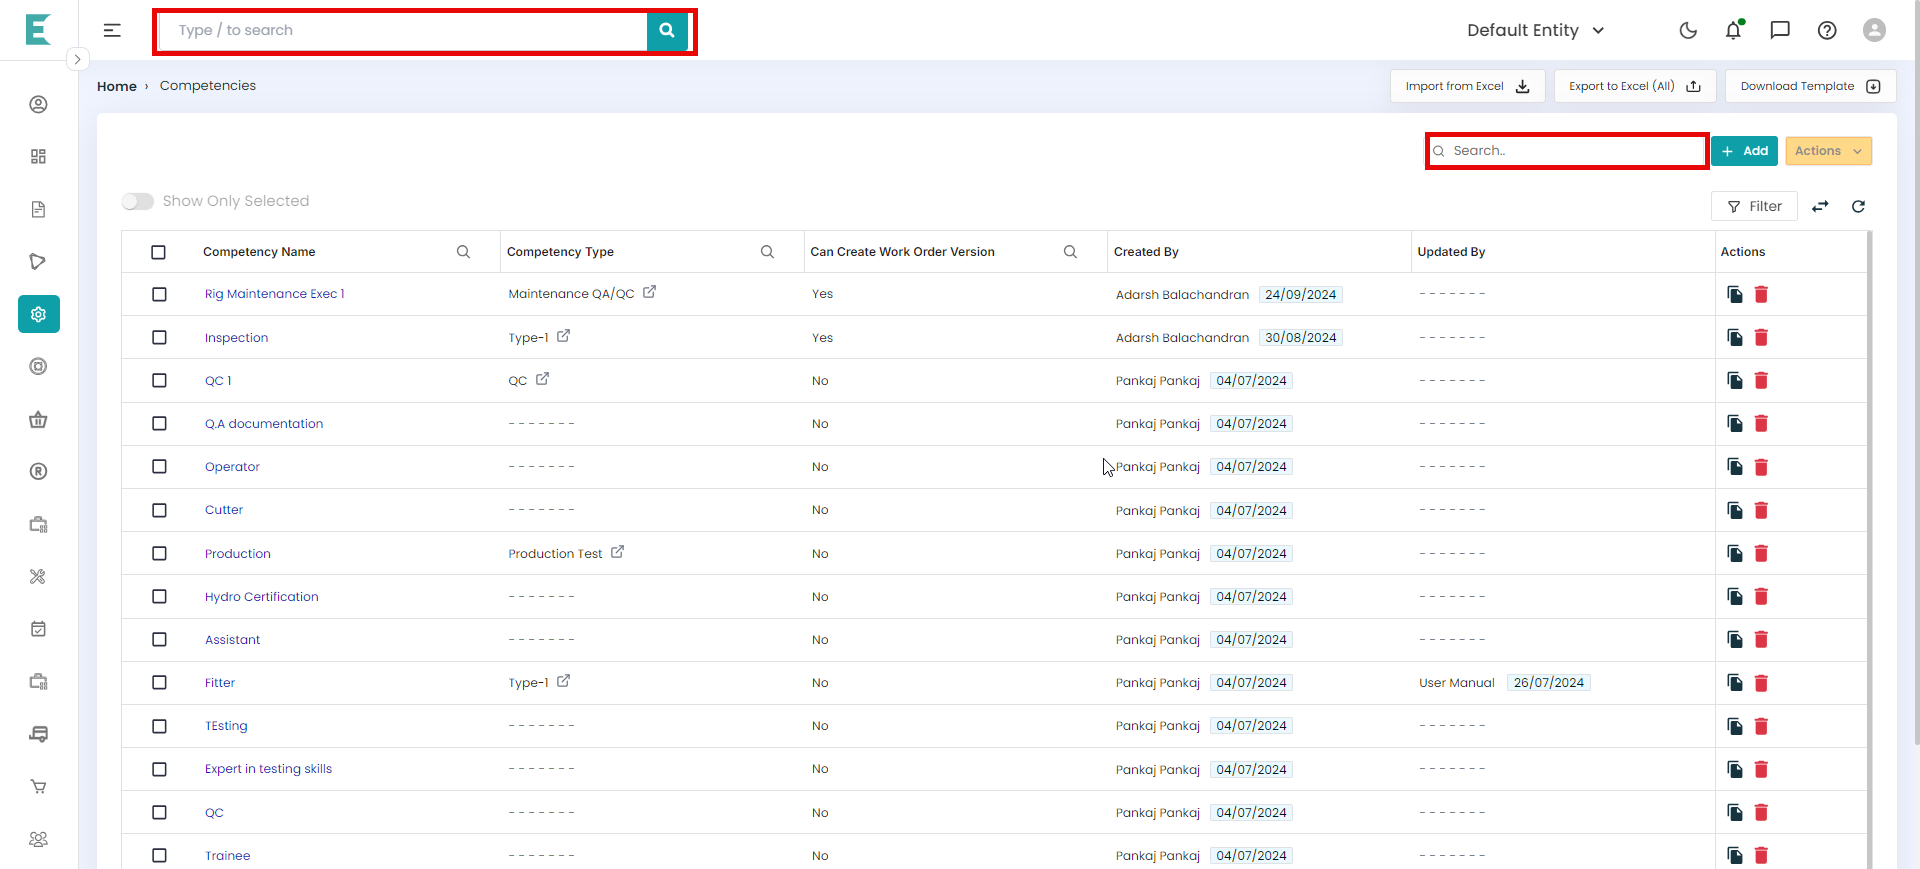 Type / to search
Default Entity
Home › Competencies
Import from Excel
Export to Excel (All)
Download Template
Search..
+ Add
Actions
Show Only Selected
Filter
Competency Name Competency Type Can Create Work Order Version Created By Updated By Actions
Rig Maintenance Exec 1 Maintenance QA/QC Yes Adarsh Balachandran 24/09/2024 - - - - - - -
Inspection Type-1 Yes Adarsh Balachandran 30/08/2024 - - - - - - -
QC 1 QC No Pankaj Pankaj 04/07/2024 - - - - - - -
Q.A documentation - - - - - - - No Pankaj Pankaj 04/07/2024 - - - - - - -
Operator - - - - - - - No Pankaj Pankaj 04/07/2024 - - - - - - -
Cutter - - - - - - - No Pankaj Pankaj 04/07/2024 - - - - - - -
Production Production Test No Pankaj Pankaj 04/07/2024 - - - - - - -
Hydro Certification - - - - - - - No Pankaj Pankaj 04/07/2024 - - - - - - -
Assistant - - - - - - - No Pankaj Pankaj 04/07/2024 - - - - - - -
Fitter Type-1 No Pankaj Pankaj 04/07/2024 User Manual 26/07/2024
TEsting - - - - - - - No Pankaj Pankaj 04/07/2024 - - - - - - -
Expert in testing skills - - - - - - - No Pankaj Pankaj 04/07/2024 - - - - - - -
QC - - - - - - - No Pankaj Pankaj 04/07/2024 - - - - - - -
Trainee - - - - - - - No Pankaj Pankaj 04/07/2024 - - - - - - -